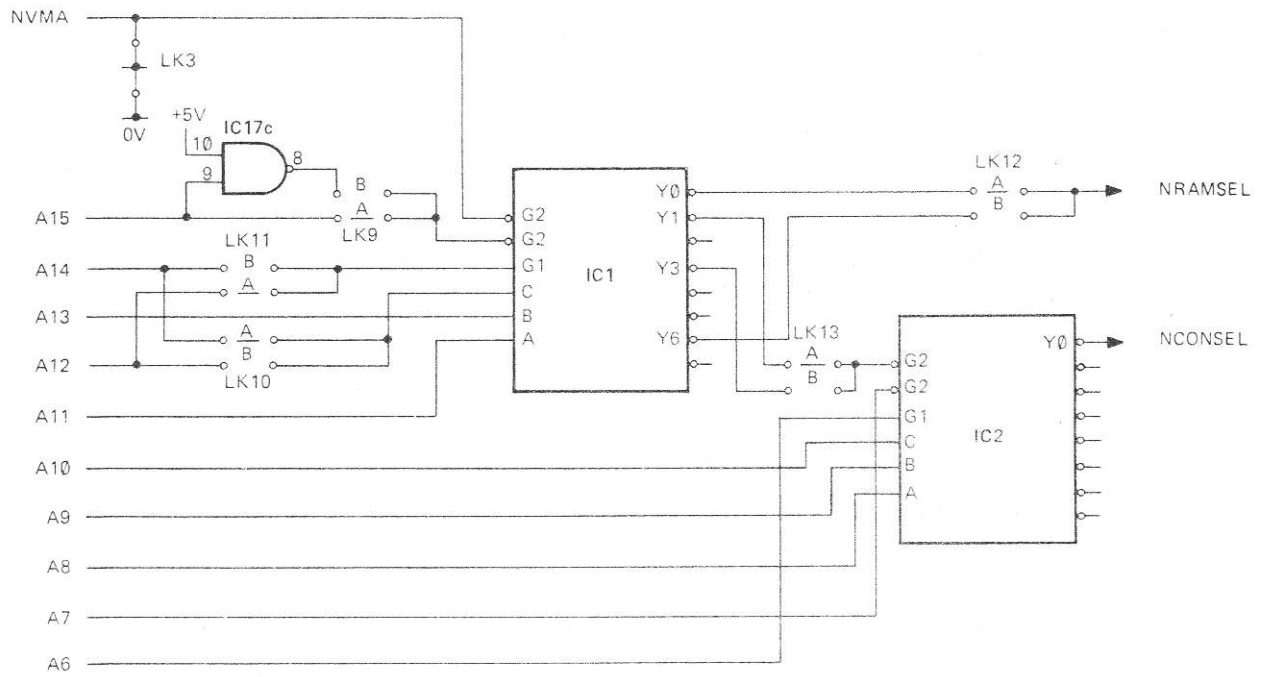 NVMA
LK3
+5V
0V
IC17c
10
9
8
B
A
LK9
A15
LK11
B
A
A14
A13
A
B
LK10
A12
A11
A10
A9
A8
A7
A6
G2
G2
G1
C
B
A
IC1
Y0
Y1
Y3
Y6
LK12
A
B
NRAMSEL
LK13
A
B
G2
G2
G1
C
B
A
IC2
Y0
NCONSEL